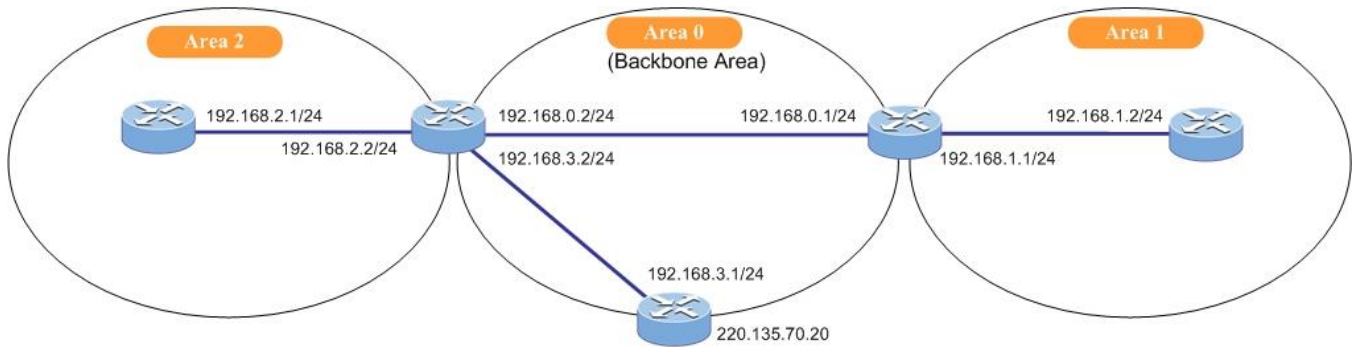 Area 2
Area 0
(Backbone Area)
Area 1
192.168.2.1/24
192.168.2.2/24
192.168.0.2/24
192.168.3.2/24
192.168.0.1/24
192.168.1.1/24
192.168.1.2/24
192.168.3.1/24
220.135.70.20